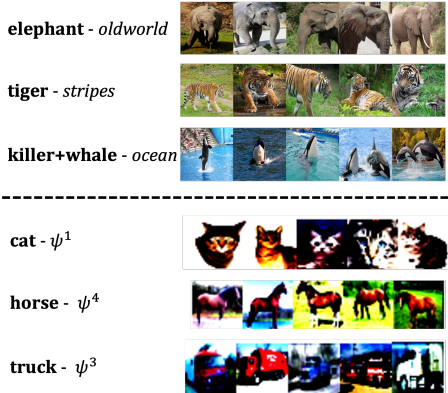 elephant - oldworld
tiger - stripes
killer+whale - ocean
cat - ψ¹
horse - ψ⁴
truck - ψ³